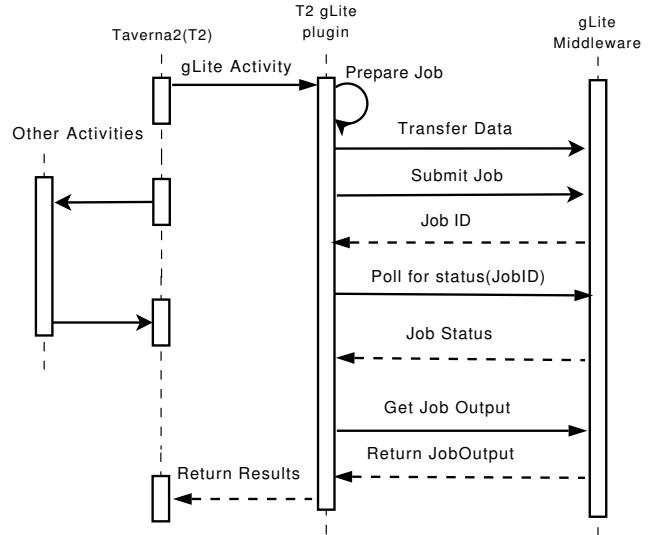 T2 gLite
plugin
gLite
Middleware
Taverna2(T2)
gLite Activity
Prepare Job
Other Activities
Transfer Data
Submit Job
Job ID
Poll for status(JobID)
Job Status
Get Job Output
Return JobOutput
Return Results